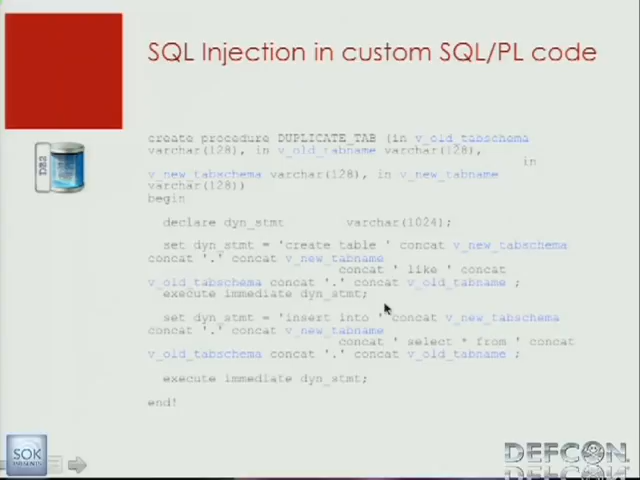 SQL Injection in custom SQL/PL code
DB2
create procedure DUPLICATE_TAB (in v_old_tabschema
varchar(128), in v_old_tabname varchar(128),
in
v_new_tabschema varchar(128), in v_new_tabname
varchar(128))
begin
declare dyn_stmt varchar(1024);
set dyn_stmt = 'create table ' concat v_new_tabschema
concat '.' concat v_new_tabname
concat ' like ' concat
v_old_tabschema concat '.' concat v_old_tabname ;
execute immediate dyn_stmt;
set dyn_stmt = 'insert into ' concat v_new_tabschema
concat '.' concat v_new_tabname
concat ' select * from ' concat
v_old_tabschema concat '.' concat v_old_tabname ;
execute immediate dyn_stmt;
end!
SOK
DEFCON